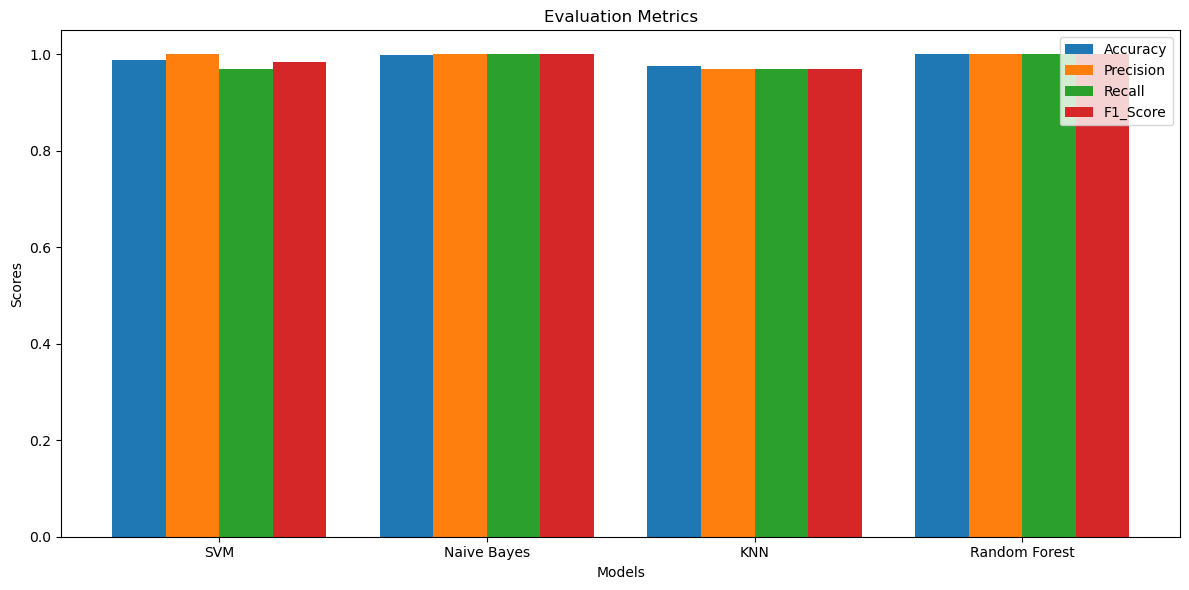 Evaluation Metrics
Accuracy
Precision
Recall
F1_Score
1.0
0.8
0.6
0.4
0.2
0.0
Scores
SVM Naive Bayes KNN Random Forest
Models